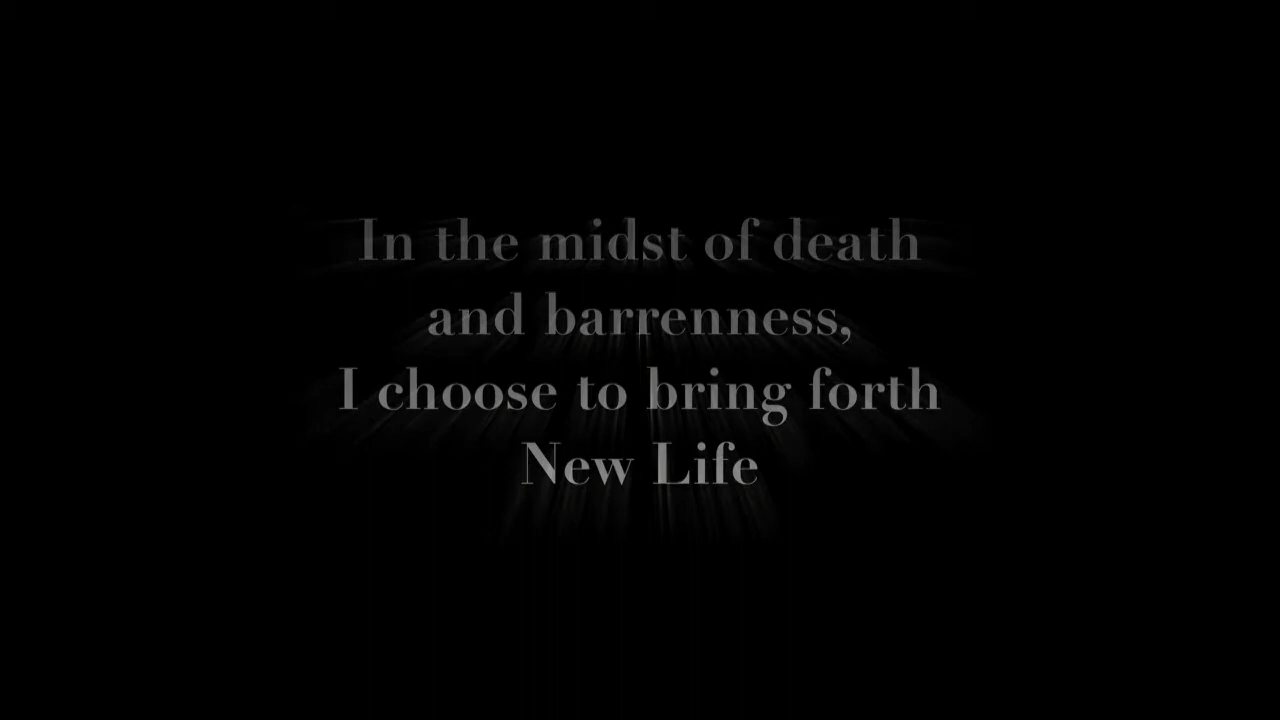 In the midst of death
and barrenness,
I choose to bring forth
New Life